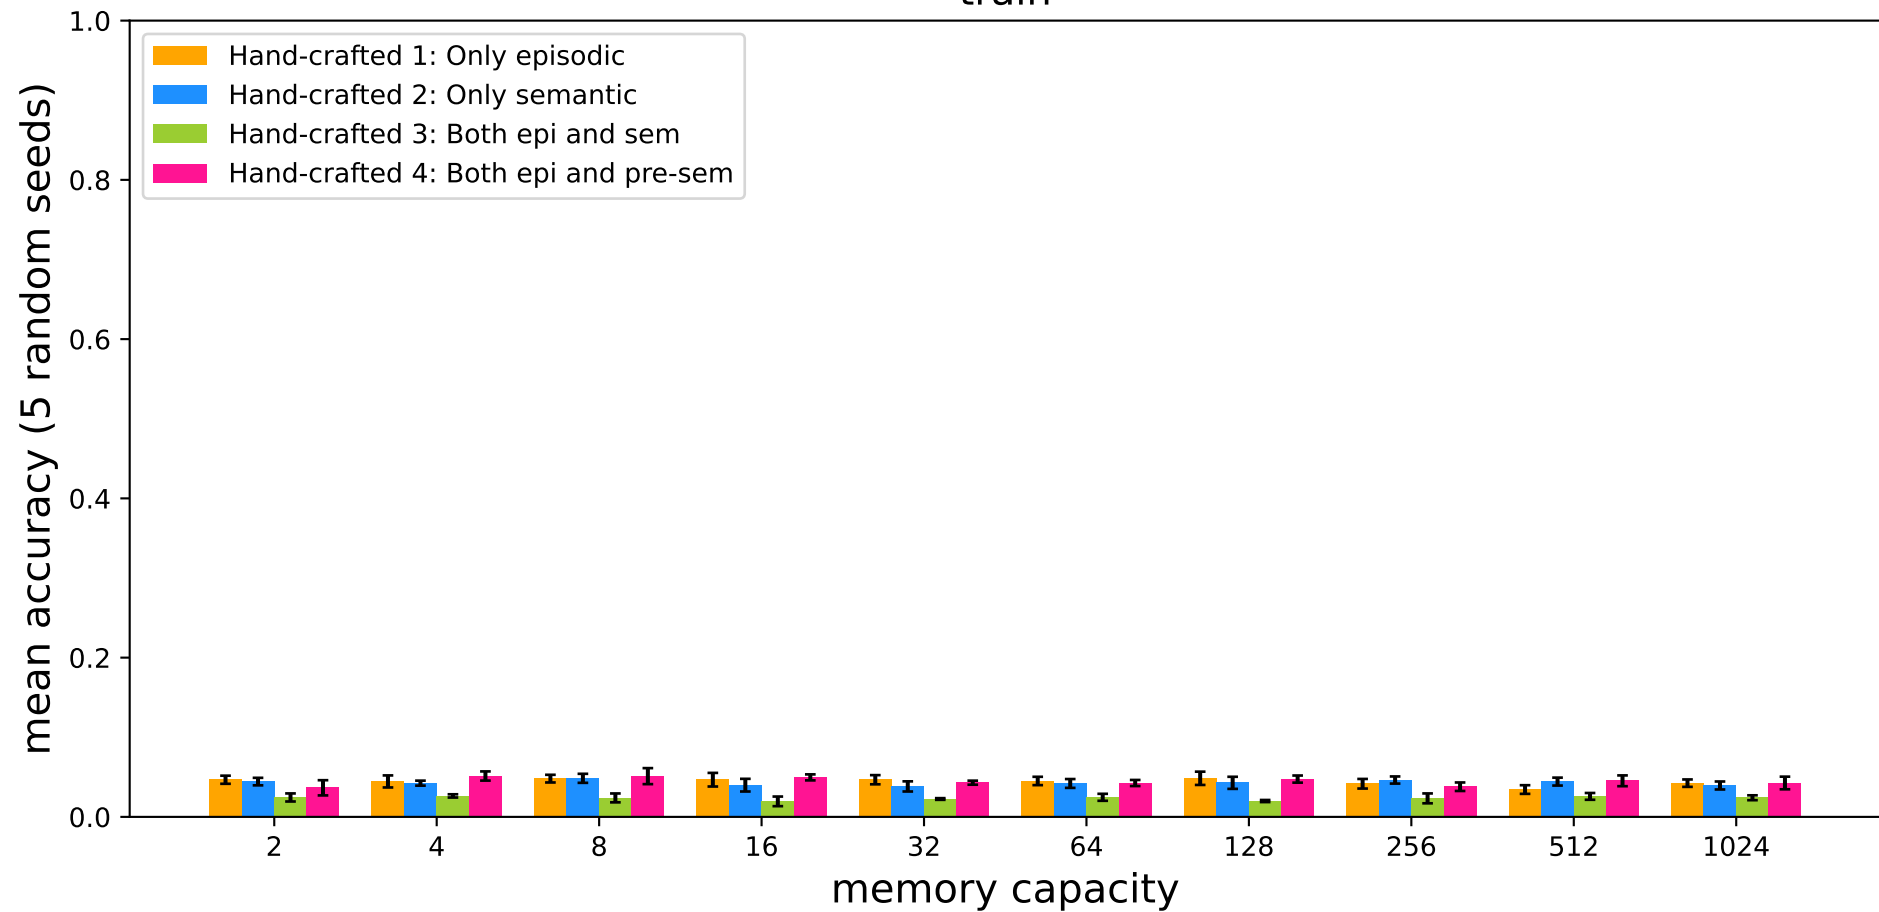 train
1.0
Hand-crafted 1: Only episodic
Hand-crafted 2: Only semantic
Hand-crafted 3: Both epi and sem
Hand-crafted 4: Both epi and pre-sem
0.8
0.6
0.4
0.2
0.0
mean accuracy (5 random seeds)
2 4 8 16 32 64 128 256 512 1024
memory capacity